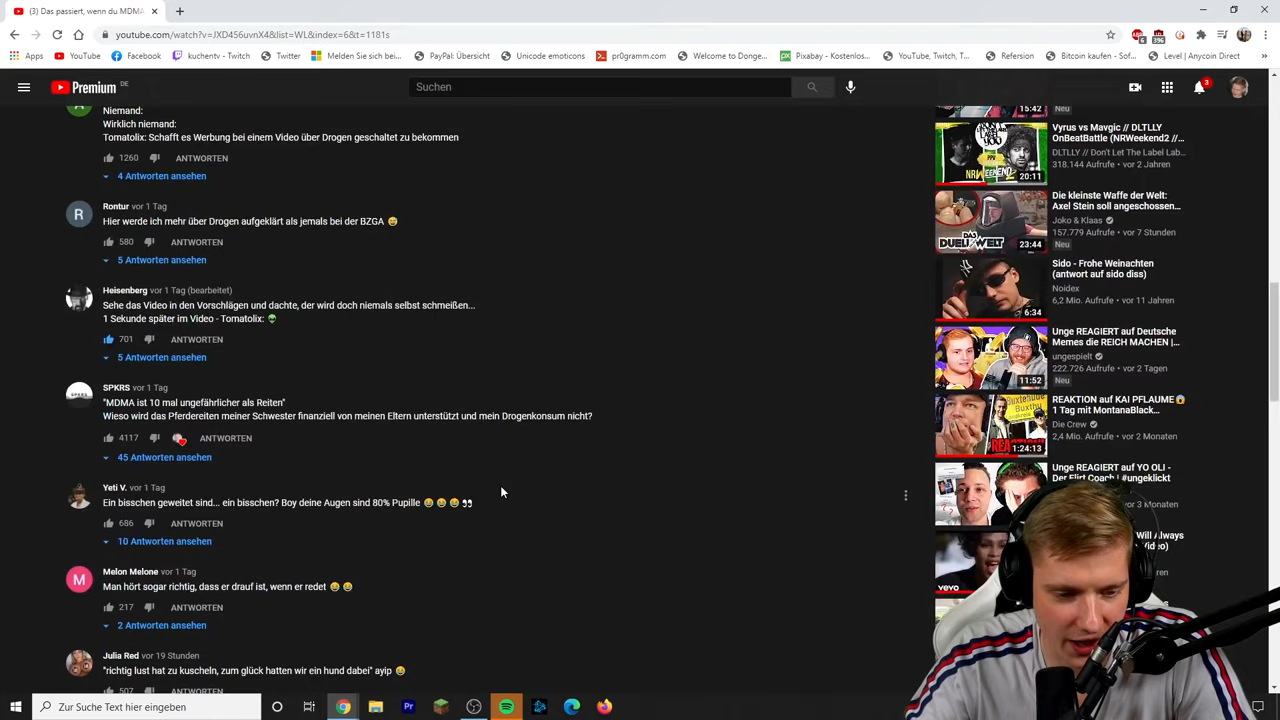 (3) Das passiert, wenn du MDMA
youtube.com/watch?v=JXD456uvnX4&list=WL&index=6&t=1181s
Apps
YouTube
Facebook
kuchentv - Twitch
Twitter
Melden Sie sich bei...
PayPal Übersicht
Unicode emoticons
pr0gramm.com
Welcome to Donge...
Pixabay - Kostenlos...
YouTube, Twitch, T...
Refersion
Bitcoin kaufen - Sof...
Level | Anycoin Direct
Premium DE
Suchen
3
Niemand:
Wirklich niemand:
Tomatolix: Schafft es Werbung bei einem Video über Drogen geschaltet zu bekommen
1260 ANTWORTEN
4 Antworten ansehen
R
Rontur vor 1 Tag
Hier werde ich mehr über Drogen aufgeklärt als jemals bei der BZGA
580 ANTWORTEN
5 Antworten ansehen
Heisenberg vor 1 Tag (bearbeitet)
Sehe das Video in den Vorschlägen und dachte, der wird doch niemals selbst schmeißen...
1 Sekunde später im Video - Tomatolix:
701 ANTWORTEN
5 Antworten ansehen
SPKRS vor 1 Tag
"MDMA ist 10 mal ungefährlicher als Reiten"
Wieso wird das Pferdereiten meiner Schwester finanziell von meinen Eltern unterstützt und mein Drogenkonsum nicht?
4117 ANTWORTEN
45 Antworten ansehen
Yeti V. vor 1 Tag
Ein bisschen geweitet sind... ein bisschen? Boy deine Augen sind 80% Pupille
686 ANTWORTEN
10 Antworten ansehen
M
Melon Melone vor 1 Tag
Man hört sogar richtig, dass er drauf ist, wenn er redet
217 ANTWORTEN
2 Antworten ansehen
Julia Red vor 19 Stunden
"richtig lust hat zu kuscheln, zum glück hatten wir ein hund dabei" ayip
507 ANTWORTEN
15:42
Neu
20:11
Vyrus vs Mavgic // DLTLLY //
OnBeatBattle (NRWeekend2 //...
DLTLLY // Don't Let The Label Lab...
318.144 Aufrufe • vor 2 Jahren
DAS DUELL WELT
23:44
Die kleinste Waffe der Welt:
Axel Stein soll angeschossen...
Joko & Klaas
157.779 Aufrufe • vor 7 Stunden
Neu
6:34
Sido - Frohe Weinachten
(antwort auf sido diss)
Noidex
6,2 Mio. Aufrufe • vor 11 Jahren
11:52
Unge REAGIERT auf Deutsche
Memes die REICH MACHEN |...
ungespielt
222.726 Aufrufe • vor 2 Tagen
Neu
1:24:13
REAKTION auf KAI PFLAUME
1 Tag mit MontanaBlack...
Die Crew
2,4 Mio. Aufrufe • vor 2 Monaten
Unge REAGIERT auf YO OLI -
Der Flirt Coach | #ungeklickt
3 Monaten
vevo
Will Always
Zur Suche Text hier eingeben